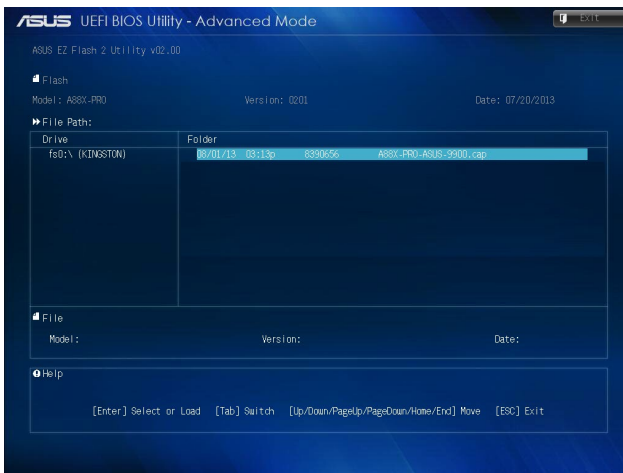 ASUS UEFI BIOS Utility - Advanced Mode
Exit
ASUS EZ Flash 2 Utility v02.00
Flash
Model: A88X-PRO Version: 0201 Date: 07/20/2013
File Path:
Drive Folder
fs0:\ (KINGSTON) 08/01/13 03:13p 8390656 A88X-PRO-ASUS-9900.cap
File
Model: Version: Date:
Help
[Enter] Select or Load [Tab] Switch [Up/Down/PageUp/PageDown/Home/End] Move [ESC] Exit